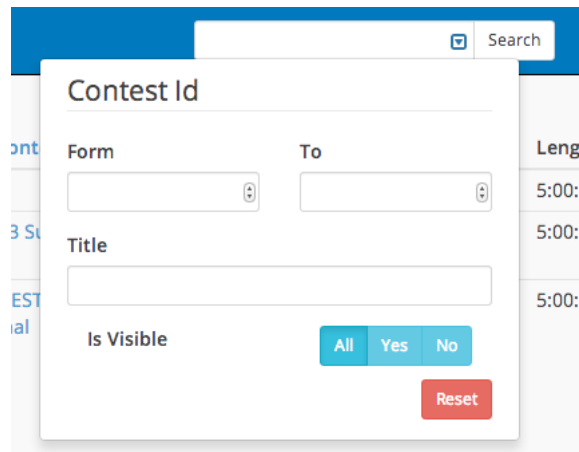 Search
Contest Id
ont
Form
To
Leng
5:00:
3 Su
5:00:
Title
EST
5:00:
al
Is Visible
All
Yes
No
Reset